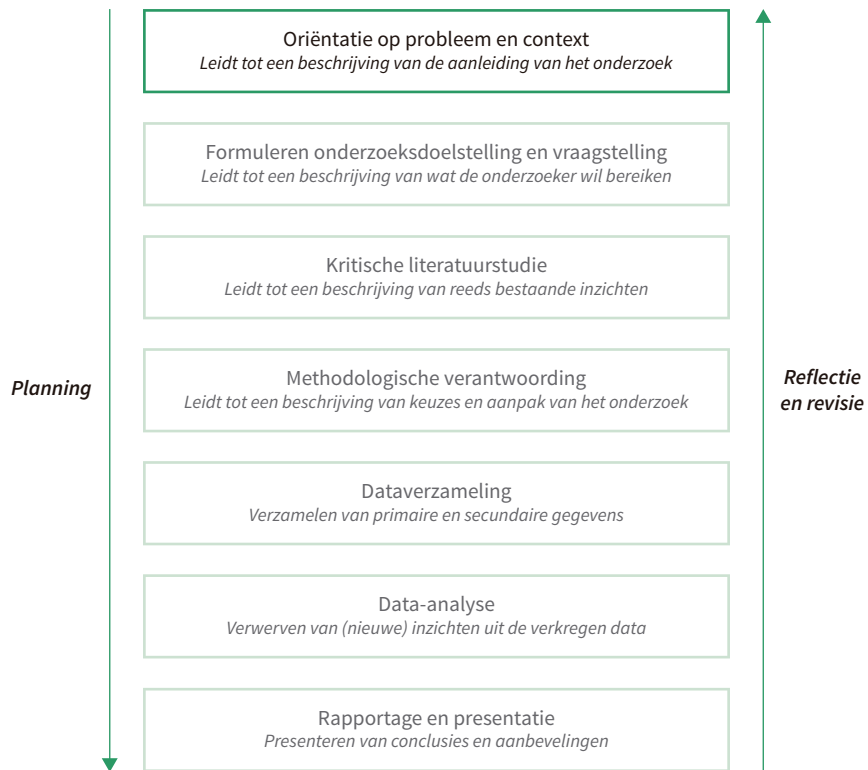 Oriëntatie op probleem en context
Leidt tot een beschrijving van de aanleiding van het onderzoek
Formuleren onderzoeksdoelstelling en vraagstelling
Leidt tot een beschrijving van wat de onderzoeker wil bereiken
Kritische literatuurstudie
Leidt tot een beschrijving van reeds bestaande inzichten
Planning
Methodologische verantwoording
Leidt tot een beschrijving van keuzes en aanpak van het onderzoek
Reflectie
en revisie
Dataverzameling
Verzamelen van primaire en secundaire gegevens
Data-analyse
Verwerven van (nieuwe) inzichten uit de verkregen data
Rapportage en presentatie
Presenteren van conclusies en aanbevelingen